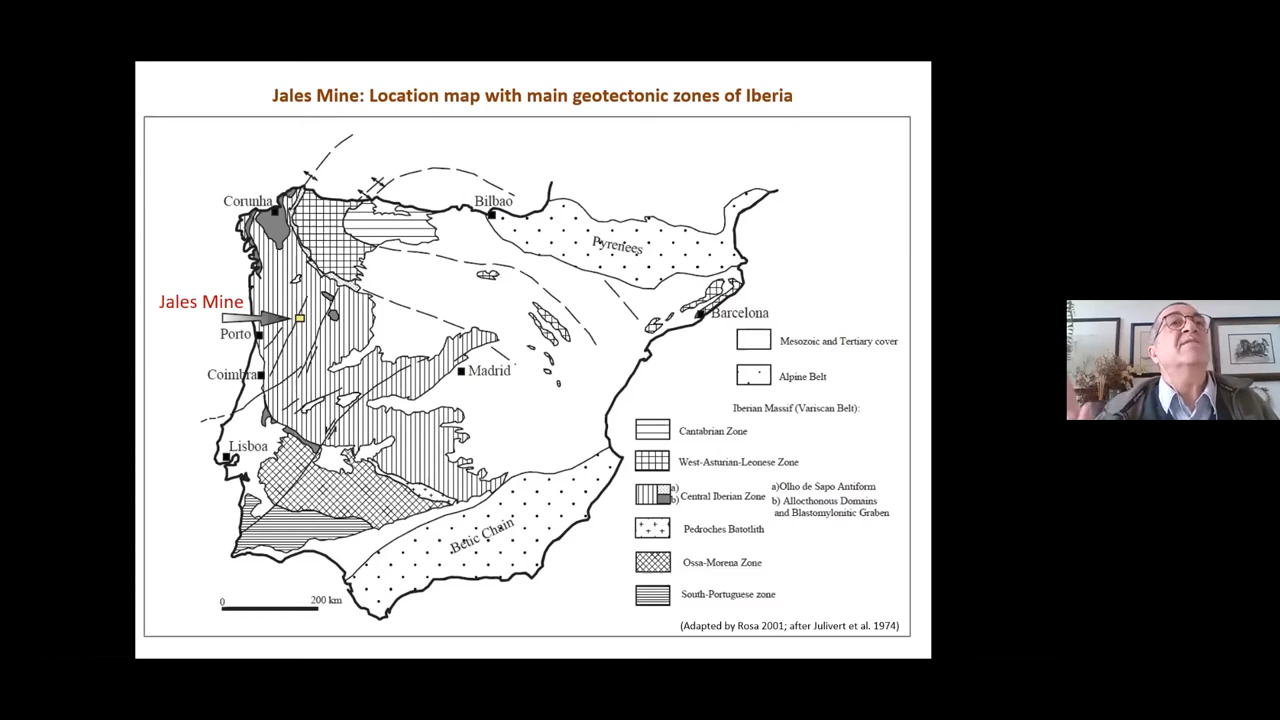 Jales Mine: Location map with main geotectonic zones of Iberia
Corunha
Bilbao
Pyrenees
Jales Mine
Porto
Barcelona
Mesozoic and Tertiary cover
Coimbra
Madrid
Alpine Belt
Iberian Massif (Variscan Belt):
Cantabrian Zone
Lisboa
West-Asturian-Leonese Zone
a)
b)
Central Iberian Zone
a)Olho de Sapo Antiform
b) Allocthonous Domains
and Blastomylonitic Graben
Pedroches Batotlith
Betic Chain
Ossa-Morena Zone
South-Portuguese zone
0 200 km
(Adapted by Rosa 2001; after Julivert et al. 1974)